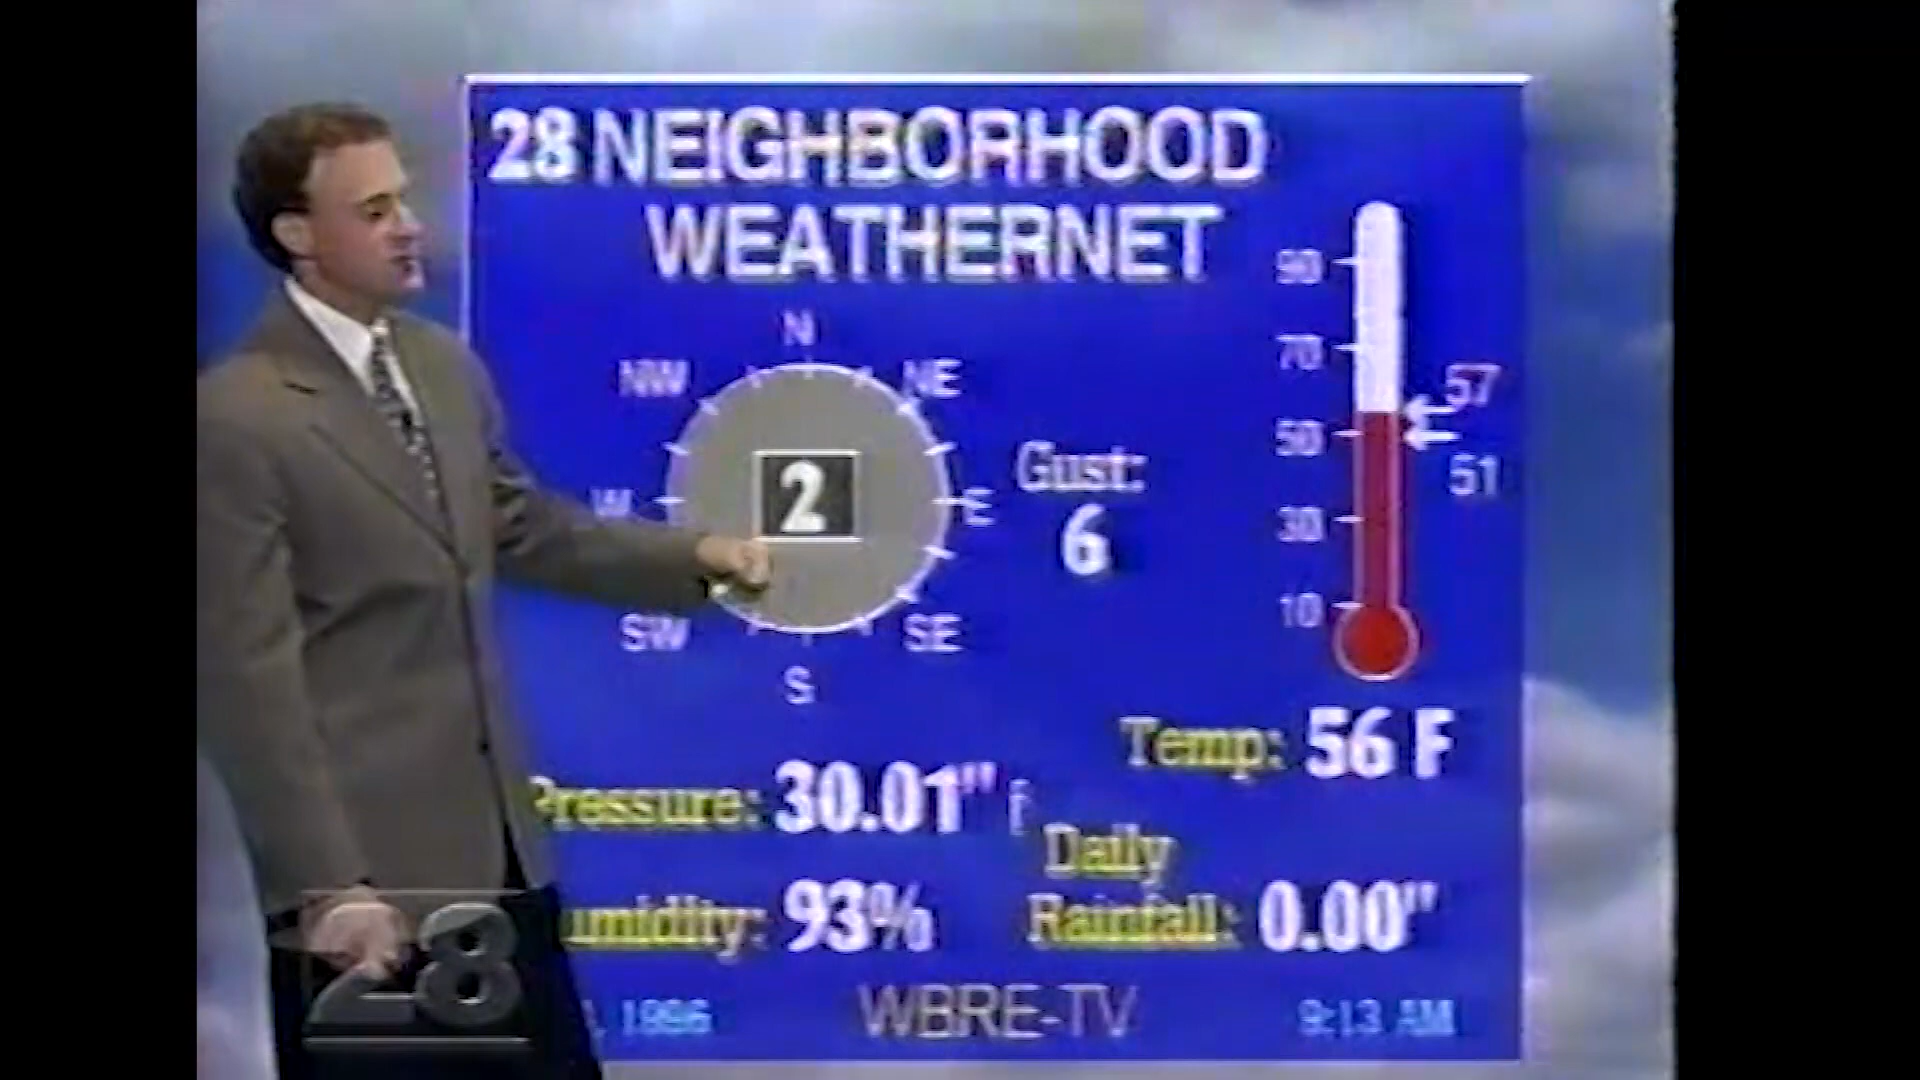 28 NEIGHBORHOOD
WEATHERNET
N
NW NE
W E
SW SE
S
2
Gust:
6
90
70
50
30
10
57
51
Temp: 56 F
Pressure: 30.01"
umidity: 93%
Daily
Rainfall: 0.00"
1996 WBRE-TV 9:13 AM
28